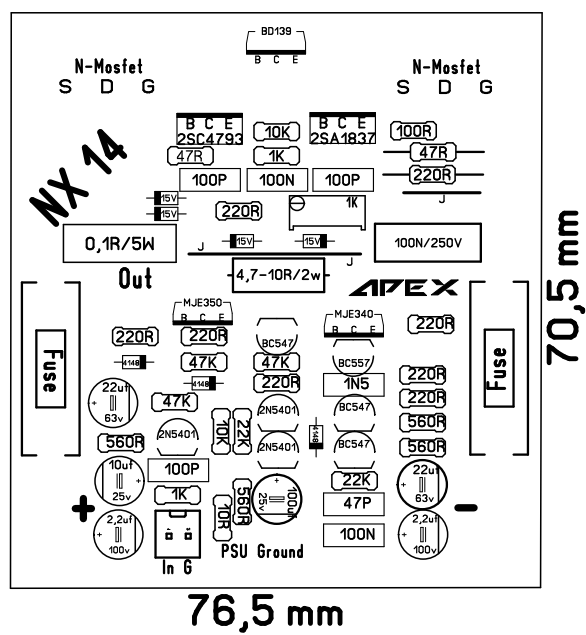 BD139
B C E
N-Mosfet
S D G
N-Mosfet
S D G
B C E
2SC4793
10K
B C E
2SA1837
100R
NX 14
47R
1K
47R
100P
100N
100P
220R
15V
15V
220R
1K
J
0,1R/5W
J
15V
15V
J
100N/250V
Out
4,7-10R/2w
APEX
MJE350
B C E
MJE340
B C E
220R
220R
220R
BC547
Fuse
Fuse
4148
47K
47K
BC557
220R
4148
220R
1N5
22uf
63v
+
47K
2N5401
BC547
220R
560R
560R
2N5401
10K
22K
2N5401
4148
BC547
560R
10uf
25v
+
100P
22K
22uf
63v
+
1K
560R
100uf
25v
47P
+
-
2,2uf
100v
+
10R
100N
2,2uf
100v
+
In G
PSU Ground
70,5 mm
76,5 mm